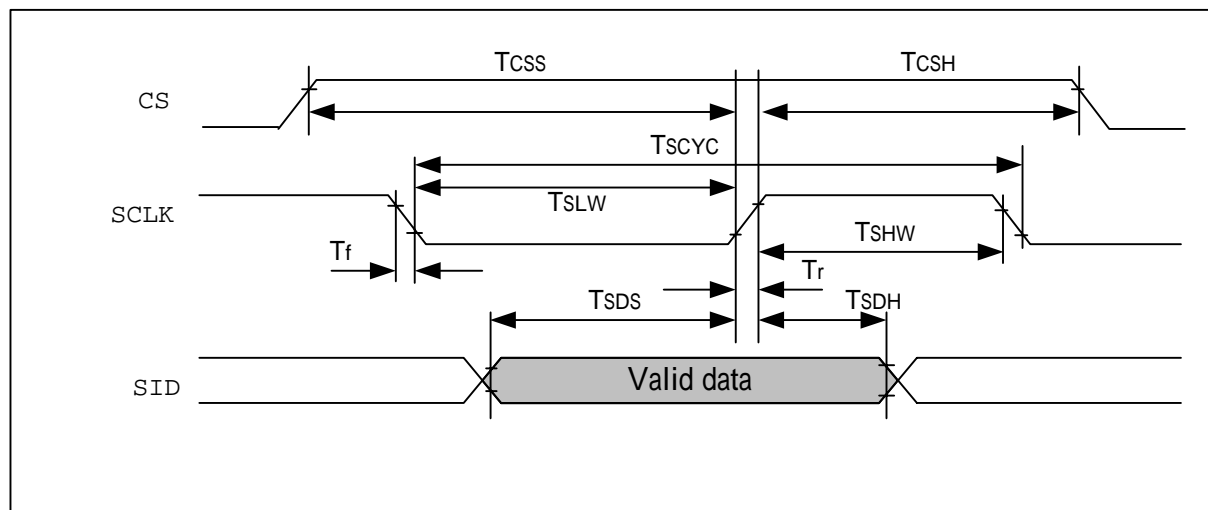 TCSS TCSH
CS
TSCYC
TSLW
SCLK
TSHW
Tf
Tr
TSDS TSDH
SID Valid data